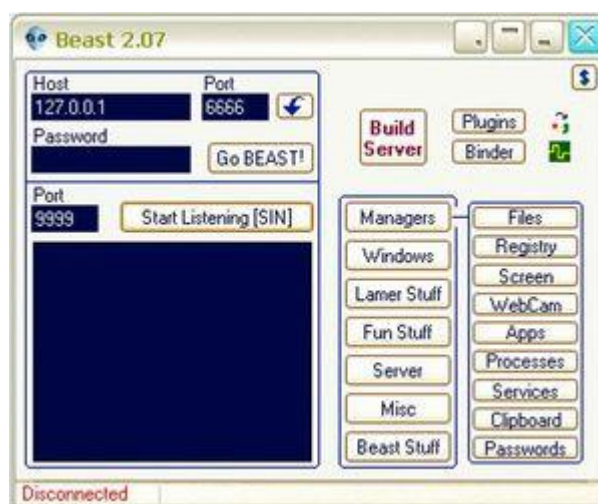 Beast 2.07
$
Host Port
127.0.0.1 6666
Password
Go BEAST!
Build
Server
Plugins
Binder
Port
9999 Start Listening [SIN]
Managers
Windows
Lamer Stuff
Fun Stuff
Server
Misc
Beast Stuff
Files
Registry
Screen
WebCam
Apps
Processes
Services
Clipboard
Passwords
Disconnected